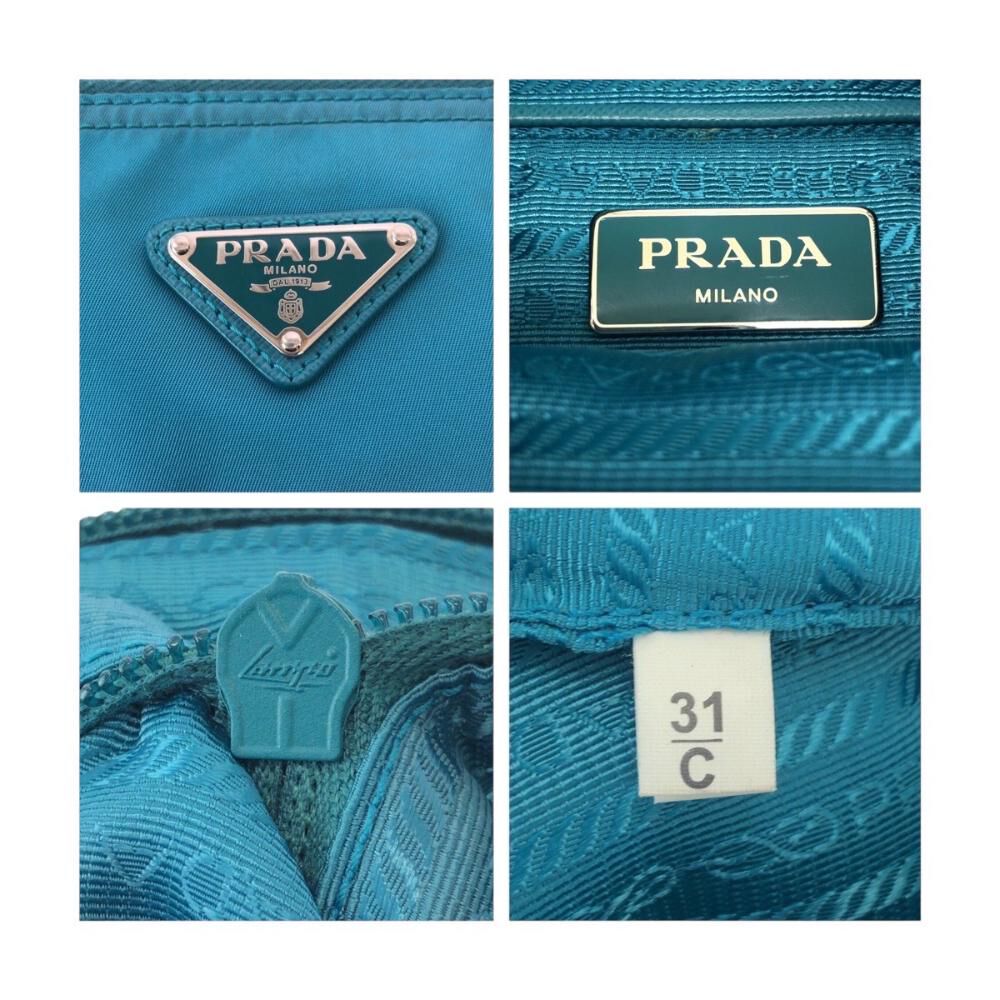 PRADA
MILANO
DAL 1913
PRADA
MILANO
Lampo
31
C